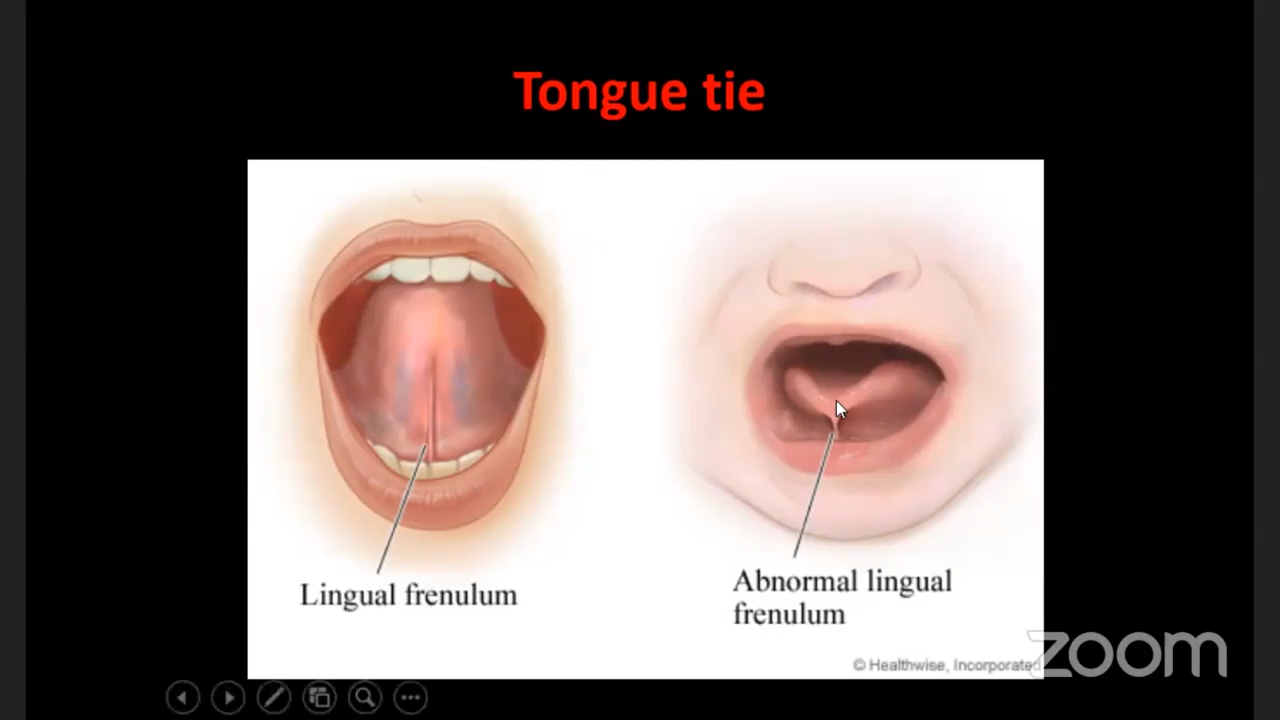 Tongue tie
Lingual frenulum
Abnormal lingual
frenulum
© Healthwise, Incorporated
zoom